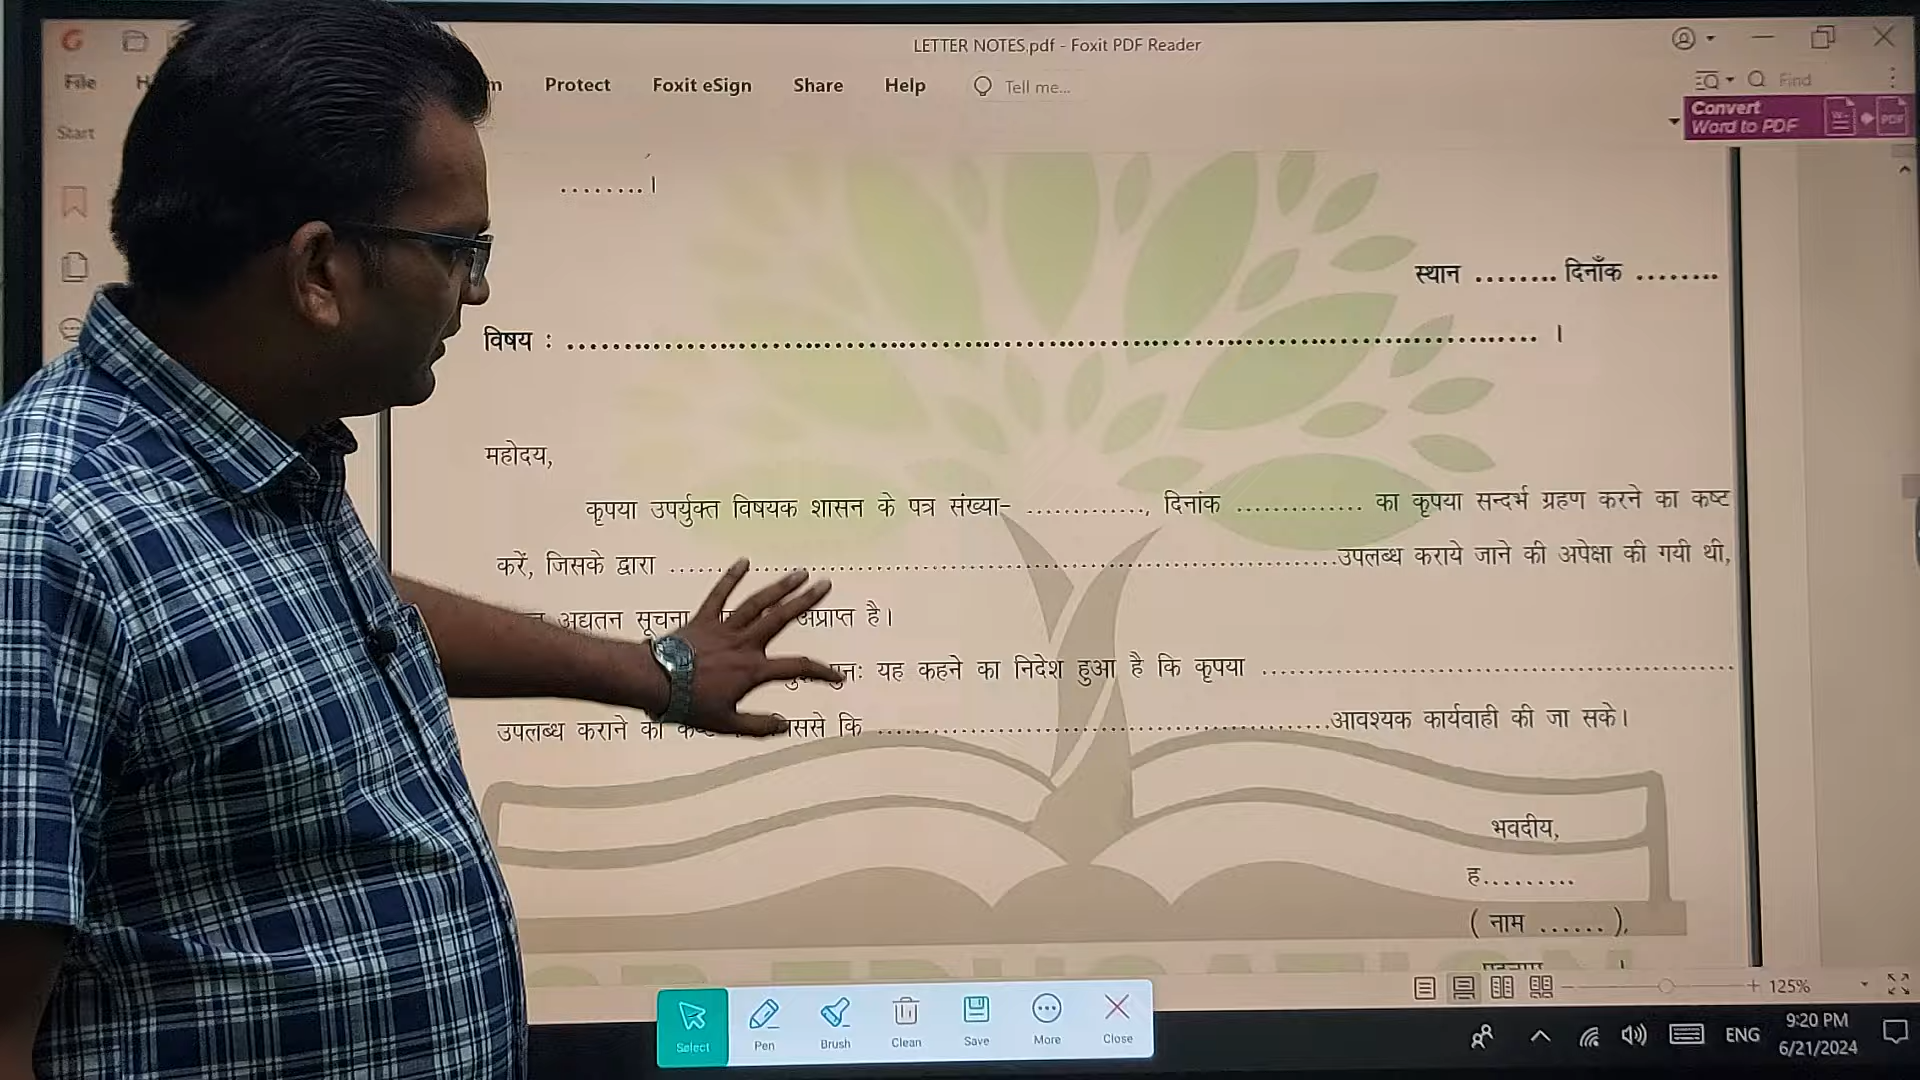 LETTER NOTES.pdf - Foxit PDF Reader
File Protect Foxit eSign Share Help Tell me... Find
Start
Convert
Word to PDF
PDF
........।
स्थान ........ दिनाँक ........
विषय : ........................................................................ ।
महोदय,
कृपया उपर्युक्त विषयक शासन के पत्र संख्या- ............., दिनांक .............. का कृपया सन्दर्भ ग्रहण करने का कष्ट
करें, जिसके द्वारा ........................................................................उपलब्ध कराये जाने की अपेक्षा की गयी थी,
अद्यतन सूचना अप्राप्त है।
पुनः यह कहने का निदेश हुआ है कि कृपया ....................................................
उपलब्ध कराने का जिससे कि ..................................................आवश्यक कार्यवाही की जा सके।
भवदीय,
ह.........
( नाम ...... ),
EDUCATION
125%
Select Pen Brush Clean Save More Close
ENG
9:20 PM
6/21/2024